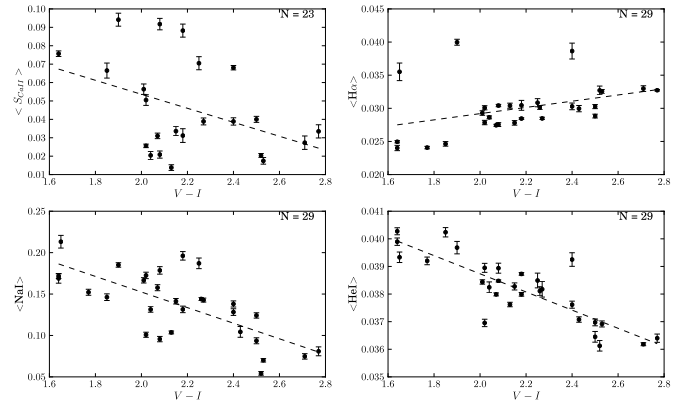 0.10
0.09
0.08
0.07
0.06
0.05
0.04
0.03
0.02
0.01
< S_{CaII} >
N = 23
1.6 1.8 2.0 2.2 2.4 2.6 2.8
V − I
0.045
0.040
0.035
0.030
0.025
0.020
<Hα>
N = 29
1.6 1.8 2.0 2.2 2.4 2.6 2.8
V − I
0.25
0.20
0.15
0.10
0.05
<NaI>
N = 29
1.6 1.8 2.0 2.2 2.4 2.6 2.8
V − I
0.041
0.040
0.039
0.038
0.037
0.036
0.035
<HeI>
N = 29
1.6 1.8 2.0 2.2 2.4 2.6 2.8
V − I